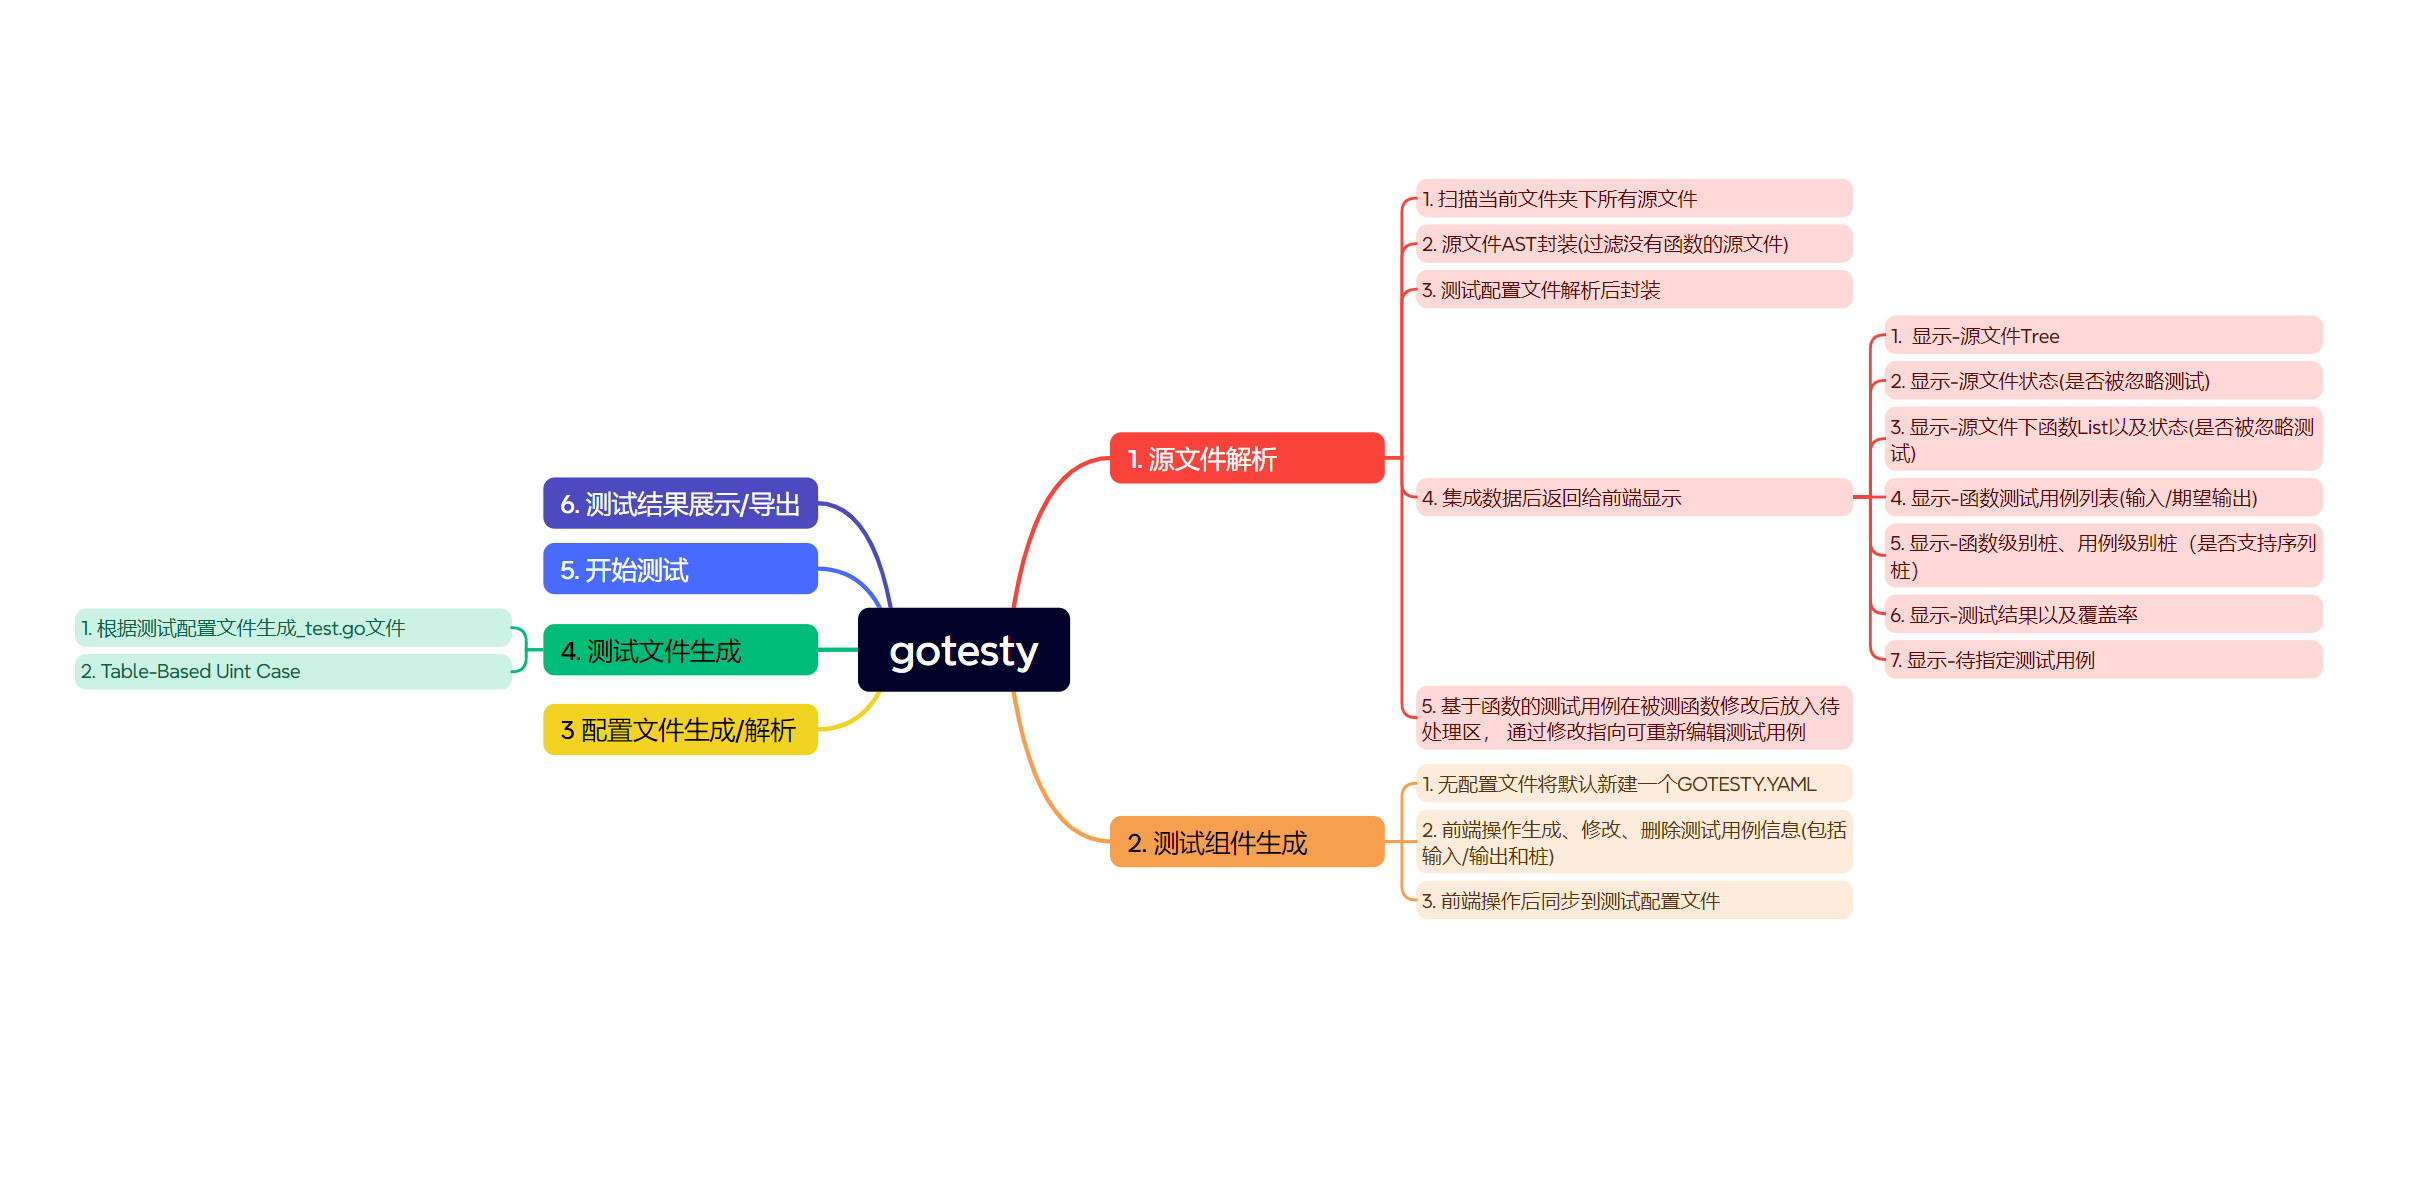 gotesty
1. 源文件解析
1. 扫描当前文件夹下所有源文件
2. 源文件AST封装(过滤没有函数的源文件)
3. 测试配置文件解析后封装
4. 集成数据后返回给前端显示
1. 显示-源文件Tree
2. 显示-源文件状态(是否被忽略测试)
3. 显示-源文件下函数List以及状态(是否被忽略测
试)
4. 显示-函数测试用例列表(输入/期望输出)
5. 显示-函数级别桩、用例级别桩（是否支持序列
桩）
6. 显示-测试结果以及覆盖率
7. 显示-待指定测试用例
5. 基于函数的测试用例在被测函数修改后放入待
处理区， 通过修改指向可重新编辑测试用例
2. 测试组件生成
1. 无配置文件将默认新建一个GOTESTY.YAML
2. 前端操作生成、修改、删除测试用例信息(包括
输入/输出和桩)
3. 前端操作后同步到测试配置文件
3 配置文件生成/解析
4. 测试文件生成
1. 根据测试配置文件生成_test.go文件
2. Table-Based Uint Case
5. 开始测试
6. 测试结果展示/导出